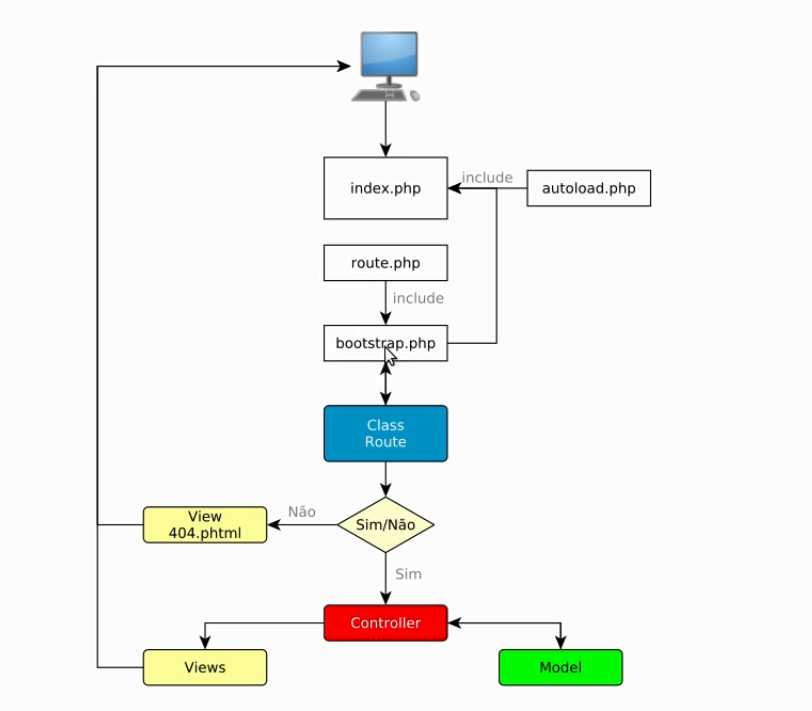 index.php
include
autoload.php
route.php
include
bootstrap.php
Class
Route
Sim/Não
Não
View
404.phtml
Sim
Controller
Views
Model